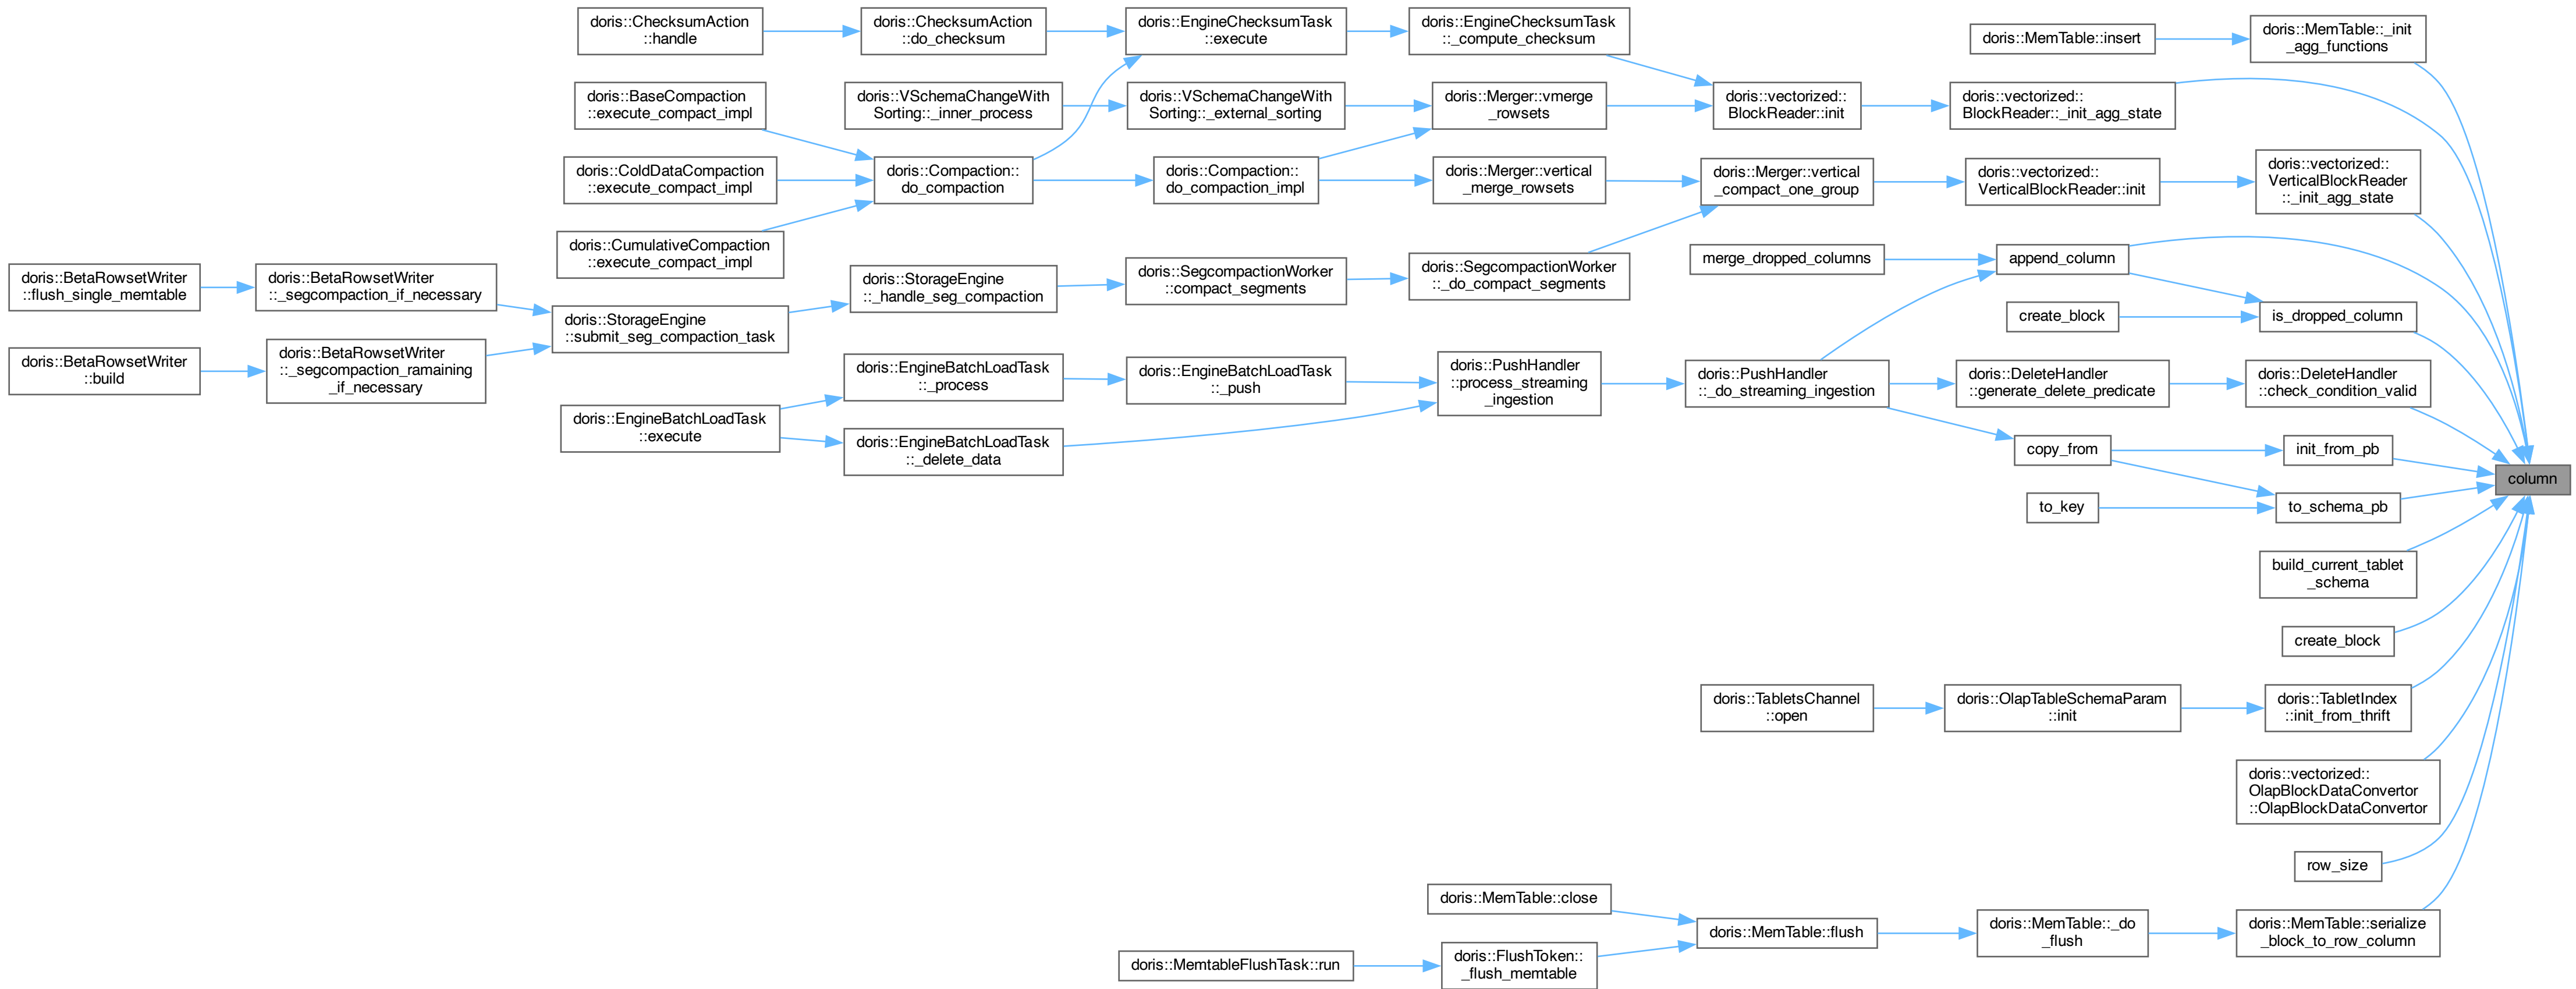 doris::ChecksumAction
::handle
doris::ChecksumAction
::do_checksum
doris::EngineChecksumTask
::execute
doris::EngineChecksumTask
::_compute_checksum
doris::MemTable::insert
doris::MemTable::_init
_agg_functions
doris::BaseCompaction
::execute_compact_impl
doris::VSchemaChangeWith
Sorting::_inner_process
doris::VSchemaChangeWith
Sorting::_external_sorting
doris::Merger::vmerge
_rowsets
doris::vectorized::
BlockReader::init
doris::vectorized::
BlockReader::_init_agg_state
doris::ColdDataCompaction
::execute_compact_impl
doris::Compaction::
do_compaction
doris::Compaction::
do_compaction_impl
doris::Merger::vertical
_merge_rowsets
doris::Merger::vertical
_compact_one_group
doris::vectorized::
VerticalBlockReader::init
doris::vectorized::
VerticalBlockReader
::_init_agg_state
doris::CumulativeCompaction
::execute_compact_impl
merge_dropped_columns
append_column
doris::BetaRowsetWriter
::flush_single_memtable
doris::BetaRowsetWriter
::_segcompaction_if_necessary
doris::StorageEngine
::_handle_seg_compaction
doris::SegcompactionWorker
::compact_segments
doris::SegcompactionWorker
::_do_compact_segments
create_block
is_dropped_column
doris::StorageEngine
::submit_seg_compaction_task
doris::BetaRowsetWriter
::build
doris::BetaRowsetWriter
::_segcompaction_ramaining
_if_necessary
doris::EngineBatchLoadTask
::_process
doris::EngineBatchLoadTask
::_push
doris::PushHandler
::process_streaming
_ingestion
doris::PushHandler
::_do_streaming_ingestion
doris::DeleteHandler
::generate_delete_predicate
doris::DeleteHandler
::check_condition_valid
doris::EngineBatchLoadTask
::execute
doris::EngineBatchLoadTask
::_delete_data
copy_from
init_from_pb
column
to_key
to_schema_pb
build_current_tablet
_schema
create_block
doris::TabletsChannel
::open
doris::OlapTableSchemaParam
::init
doris::TabletIndex
::init_from_thrift
doris::vectorized::
OlapBlockDataConvertor
::OlapBlockDataConvertor
row_size
doris::MemTable::close
doris::MemTable::flush
doris::MemTable::_do
_flush
doris::MemTable::serialize
_block_to_row_column
doris::MemtableFlushTask::run
doris::FlushToken::
_flush_memtable